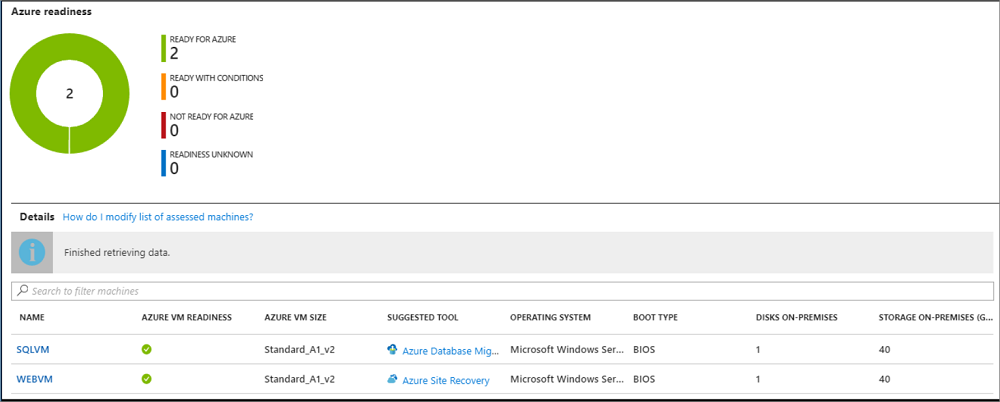 Azure readiness
2
READY FOR AZURE
2
READY WITH CONDITIONS
0
NOT READY FOR AZURE
0
READINESS UNKNOWN
0
Details How do I modify list of assessed machines?
Finished retrieving data.
Search to filter machines
NAME AZURE VM READINESS AZURE VM SIZE SUGGESTED TOOL OPERATING SYSTEM BOOT TYPE DISKS ON-PREMISES STORAGE ON-PREMISES (G...
SQLVM Standard_A1_v2 Azure Database Mig... Microsoft Windows Ser... BIOS 1 40
WEBVM Standard_A1_v2 Azure Site Recovery Microsoft Windows Ser... BIOS 1 40